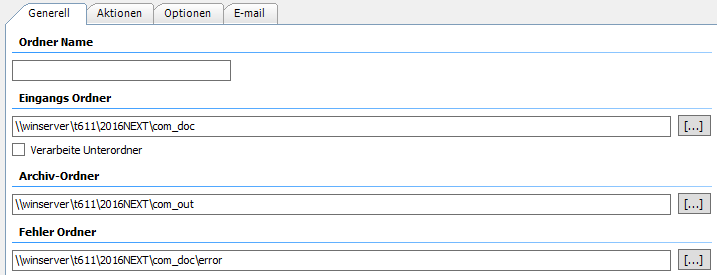 Generell Aktionen Optionen E-mail
Ordner Name
Eingangs Ordner
\\winserver\t611\2016NEXT\com_doc [...]
Verarbeite Unterordner
Archiv-Ordner
\\winserver\t611\2016NEXT\com_out [...]
Fehler Ordner
\\winserver\t611\2016NEXT\com_doc\error [...]